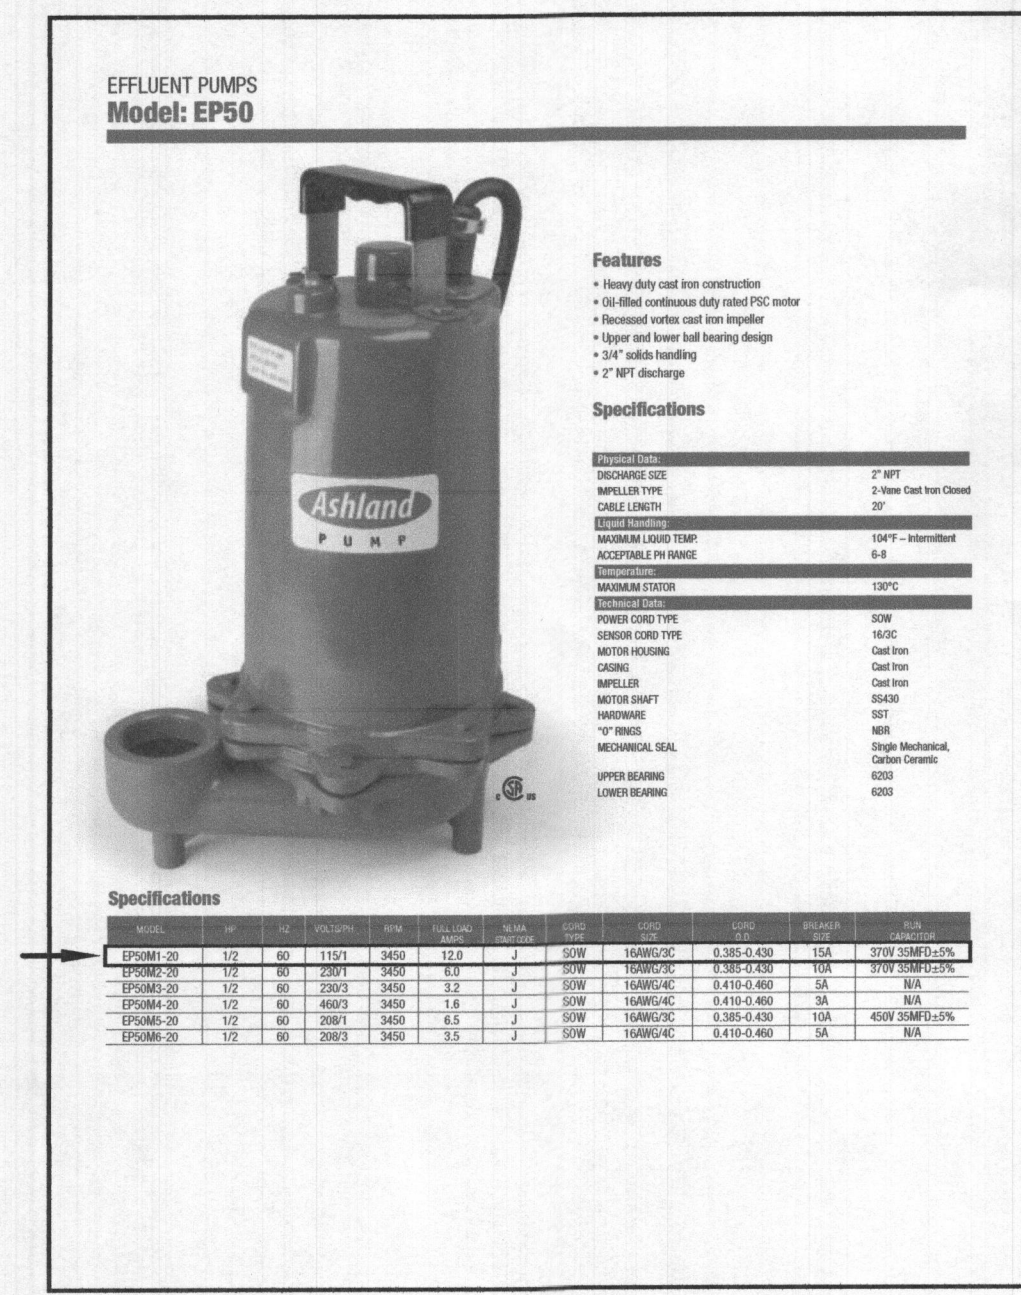 EFFLUENT PUMPS
Model: EP50
Features
• Heavy duty cast iron construction
• Oil-filled continuous duty rated PSC motor
• Recessed vortex cast iron impeller
• Upper and lower ball bearing design
• 3/4" solids handling
• 2" NPT discharge
Specifications
Physical Data:
DISCHARGE SIZE 2" NPT
IMPELLER TYPE 2-Vane Cast Iron Closed
CABLE LENGTH 20'
Liquid Handling:
MAXIMUM LIQUID TEMP. 104°F – Intermittent
ACCEPTABLE PH RANGE 6-8
Temperature:
MAXIMUM STATOR 130°C
Technical Data:
POWER CORD TYPE SOW
SENSOR CORD TYPE 16/3C
MOTOR HOUSING Cast Iron
CASING Cast Iron
IMPELLER Cast Iron
MOTOR SHAFT SS430
HARDWARE SST
"O" RINGS NBR
MECHANICAL SEAL Single Mechanical,
Carbon Ceramic
UPPER BEARING 6203
LOWER BEARING 6203
Ashland
PUMP
C SA US
Specifications
MODEL HP HZ VOLTS/PH RPM FULL LOAD AMPS NEMA START CODE CORD TYPE CORD SIZE CORD O.D. BREAKER SIZE RUN CAPACITOR
EP50M1-20 1/2 60 115/1 3450 12.0 J SOW 16AWG/3C 0.385-0.430 15A 370V 35MFD±5%
EP50M2-20 1/2 60 230/1 3450 6.0 J SOW 16AWG/3C 0.385-0.430 10A 370V 35MFD±5%
EP50M3-20 1/2 60 230/3 3450 3.2 J SOW 16AWG/4C 0.410-0.460 5A N/A
EP50M4-20 1/2 60 460/3 3450 1.6 J SOW 16AWG/4C 0.410-0.460 3A N/A
EP50M5-20 1/2 60 208/1 3450 6.5 J SOW 16AWG/3C 0.385-0.430 10A 450V 35MFD±5%
EP50M6-20 1/2 60 208/3 3450 3.5 J SOW 16AWG/4C 0.410-0.460 5A N/A